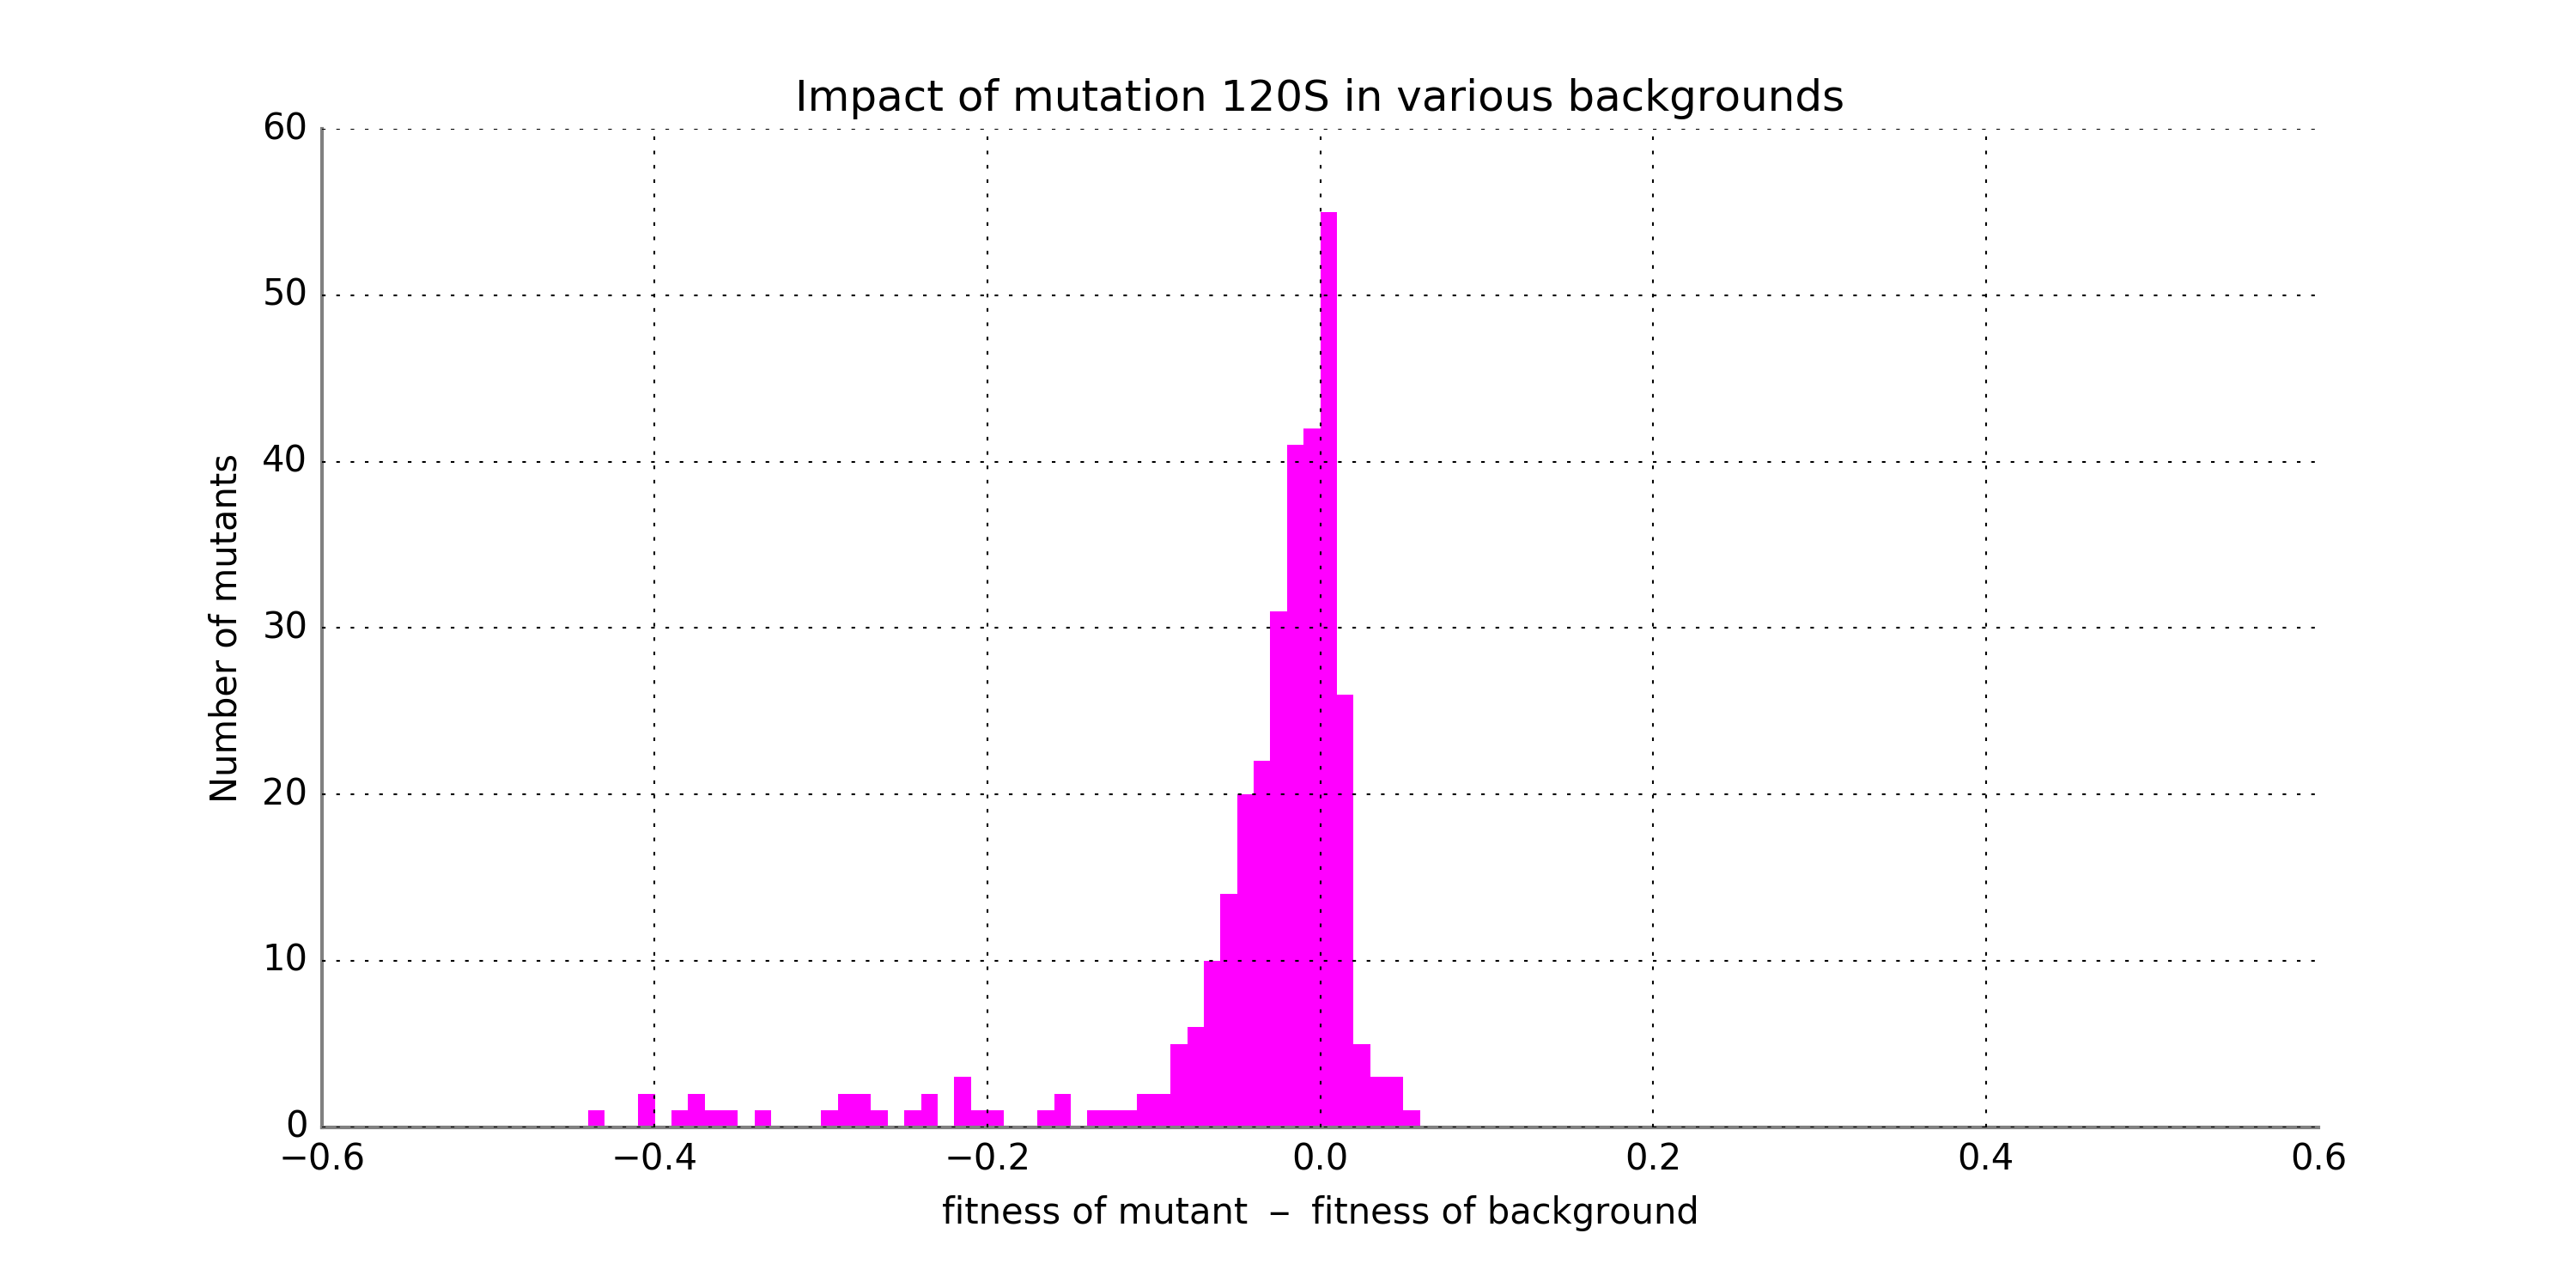 Impact of mutation 120S in various backgrounds
60
50
40
30
20
10
0
Number of mutants
−0.6 −0.4 −0.2 0.0 0.2 0.4 0.6
fitness of mutant − fitness of background